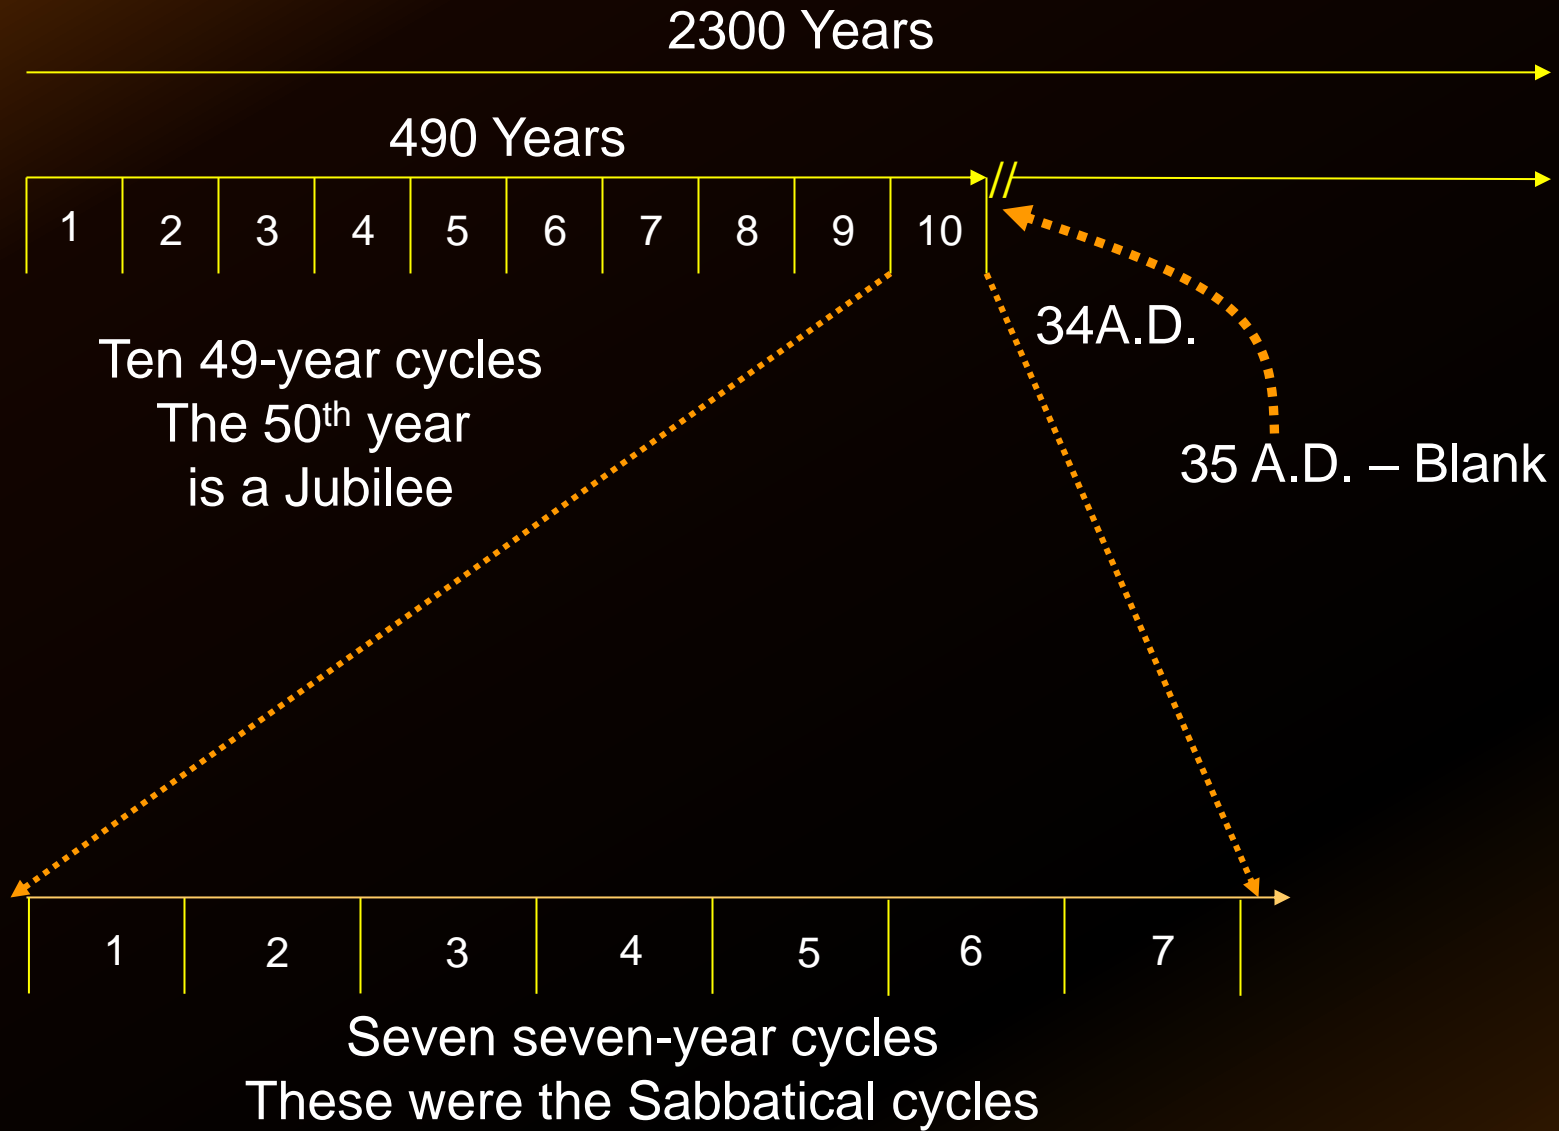 2300 Years
490 Years
1 2 3 4 5 6 7 8 9 10
34A.D.
Ten 49-year cycles
The 50th year
is a Jubilee
35 A.D. – Blank
1 2 3 4 5 6 7
Seven seven-year cycles
These were the Sabbatical cycles